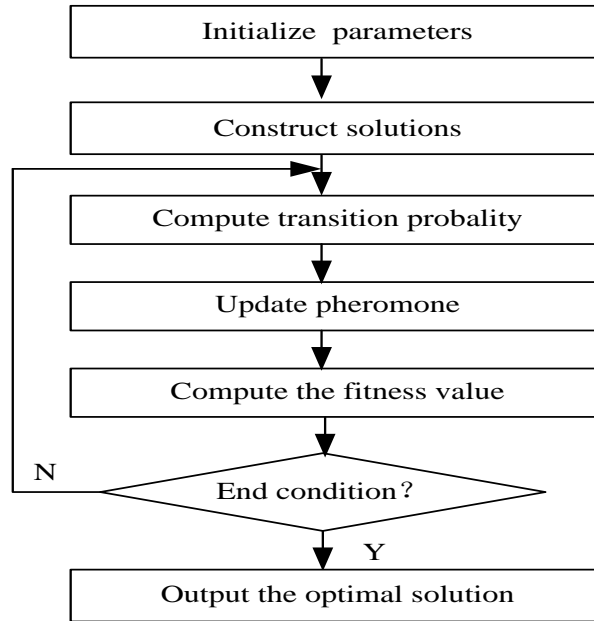 Initialize parameters
Construct solutions
Compute transition probality
Update pheromone
Compute the fitness value
N
End condition？
Y
Output the optimal solution